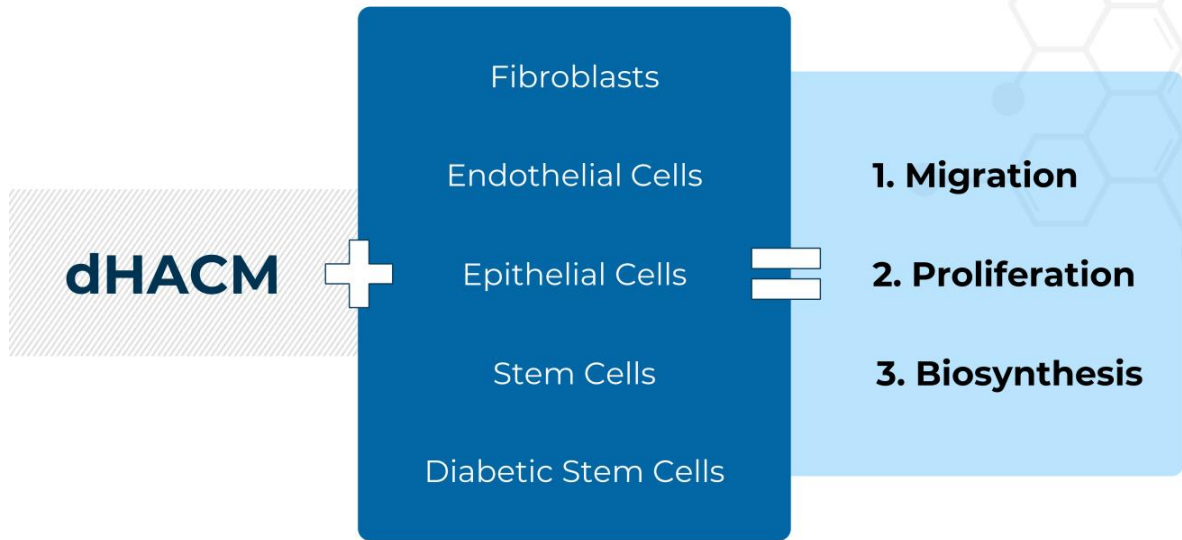 dHACM
Fibroblasts
Endothelial Cells
Epithelial Cells
Stem Cells
Diabetic Stem Cells
1. Migration
2. Proliferation
3. Biosynthesis